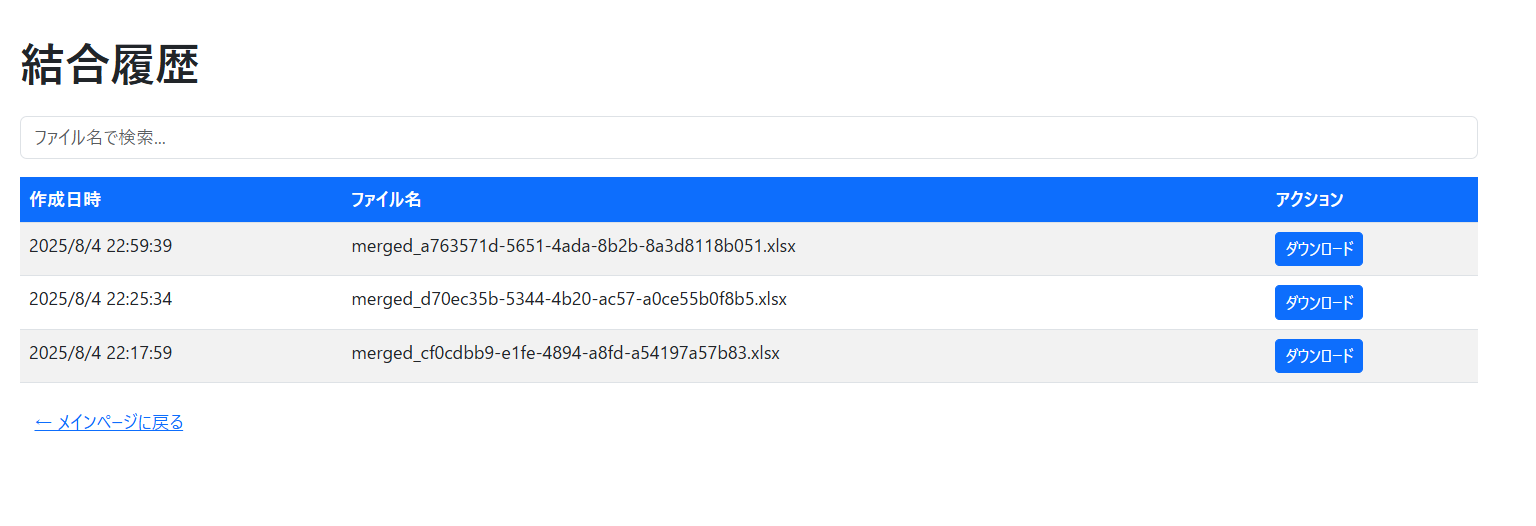 結合履歴
ファイル名で検索...
作成日時 ファイル名 アクション
2025/8/4 22:59:39 merged_a763571d-5651-4ada-8b2b-8a3d8118b051.xlsx ダウンロード
2025/8/4 22:25:34 merged_d70ec35b-5344-4b20-ac57-a0ce55b0f8b5.xlsx ダウンロード
2025/8/4 22:17:59 merged_cf0cdbb9-e1fe-4894-a8fd-a54197a57b83.xlsx ダウンロード
← メインページに戻る